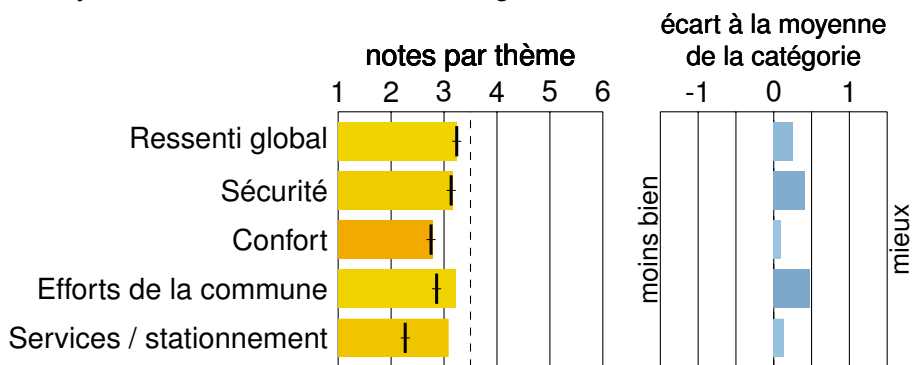 écart à la moyenne
de la catégorie
notes par thème
1 2 3 4 5 6
-1 0 1
Ressenti global
Sécurité
Confort
Efforts de la commune
Services / stationnement
moins bien
mieux